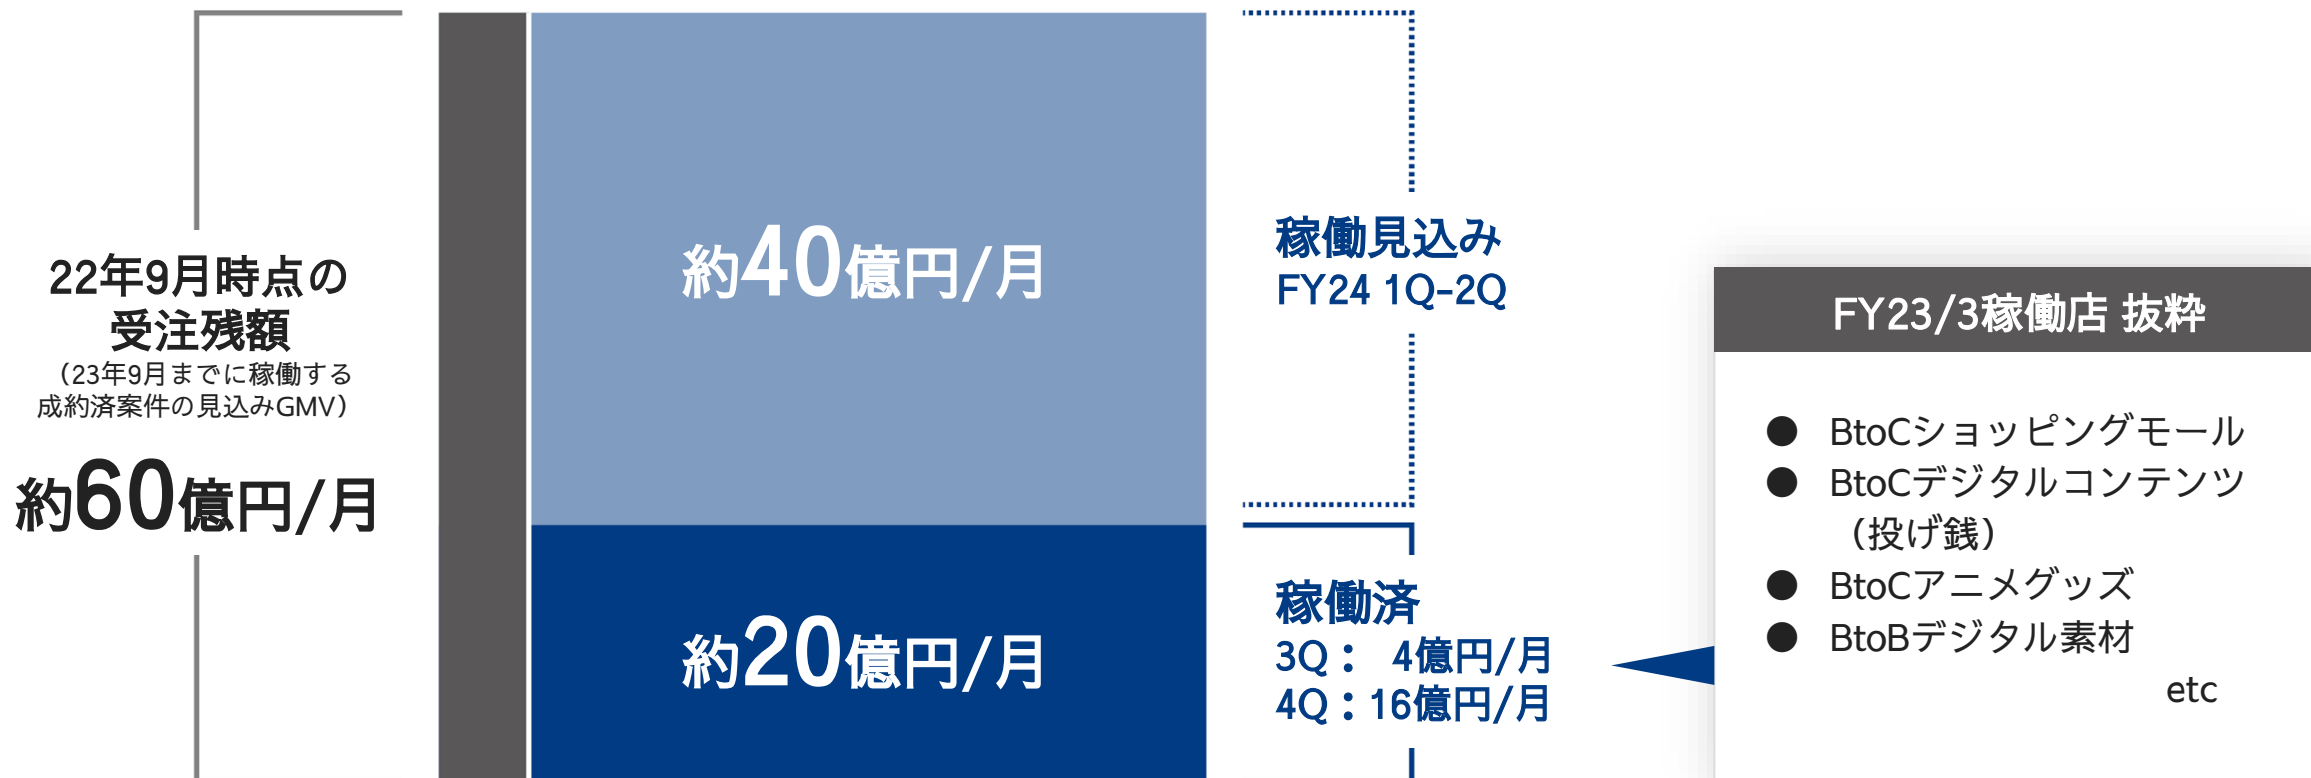 22年9月時点の
受注残額
（23年9月までに稼働する
成約済案件の見込みGMV）
約60億円/月
約40億円/月
約20億円/月
稼働見込み
FY24 1Q-2Q
稼働済
3Q： 4億円/月
4Q：16億円/月
FY23/3稼働店 抜粋
● BtoCショッピングモール
● BtoCデジタルコンテンツ
（投げ銭）
● BtoCアニメグッズ
● BtoBデジタル素材
etc